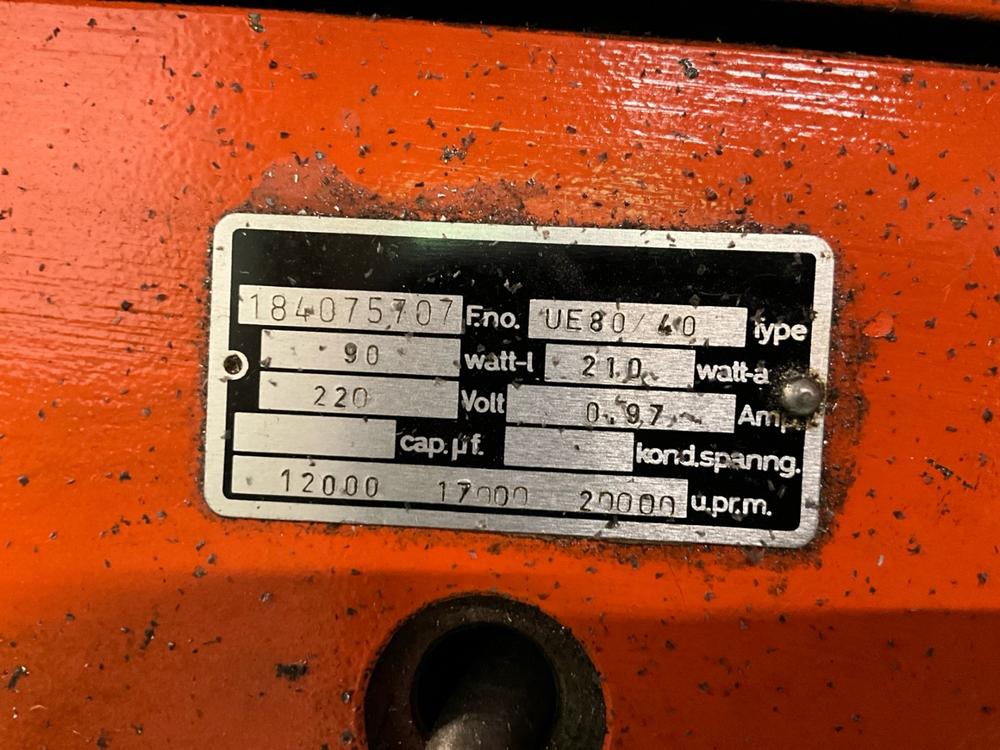 184075707 F.no. UE80/40 Type
90 watt-l 210 watt-a
220 Volt 0.97 Amp.
cap.µf. kond.spanng.
12000 17000 20000 u.pr.m.